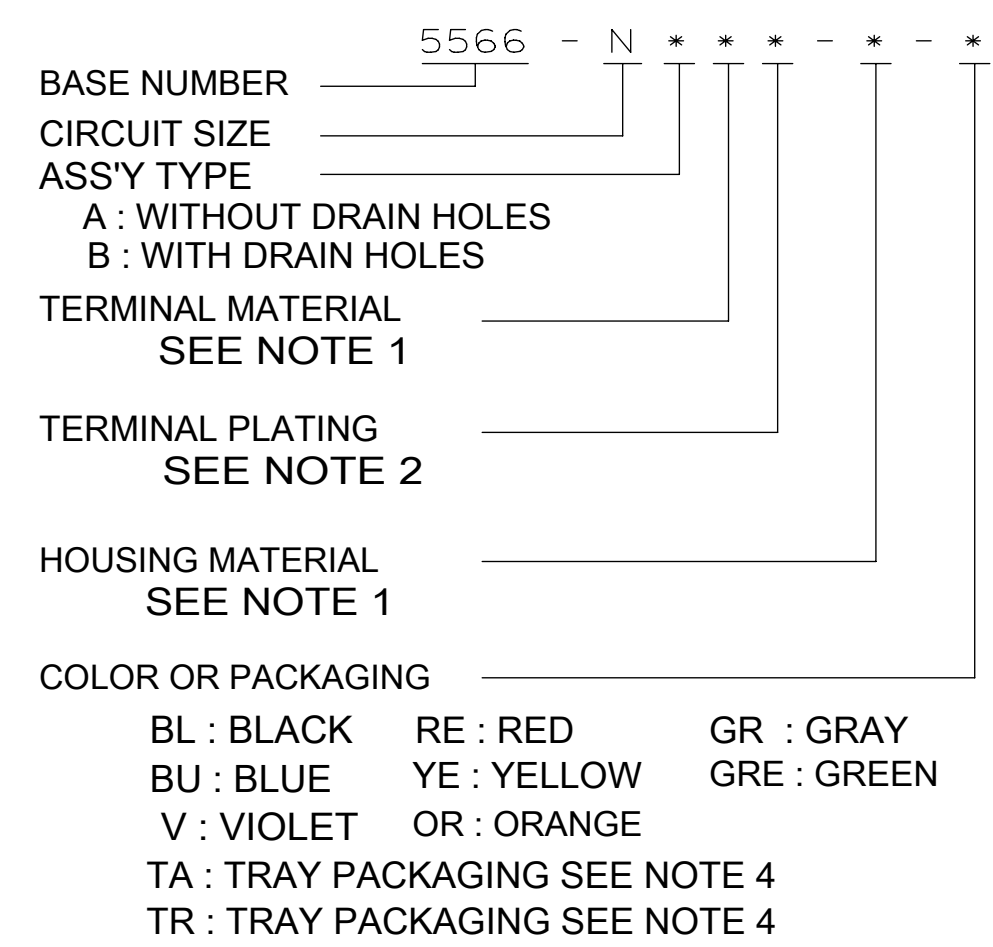 5566 - N * * * - * - *
BASE NUMBER
CIRCUIT SIZE
ASS'Y TYPE
A : WITHOUT DRAIN HOLES
B : WITH DRAIN HOLES
TERMINAL MATERIAL
SEE NOTE 1
TERMINAL PLATING
SEE NOTE 2
HOUSING MATERIAL
SEE NOTE 1
COLOR OR PACKAGING
BL : BLACK RE : RED GR : GRAY
BU : BLUE YE : YELLOW GRE : GREEN
V : VIOLET OR : ORANGE
TA : TRAY PACKAGING SEE NOTE 4
TR : TRAY PACKAGING SEE NOTE 4